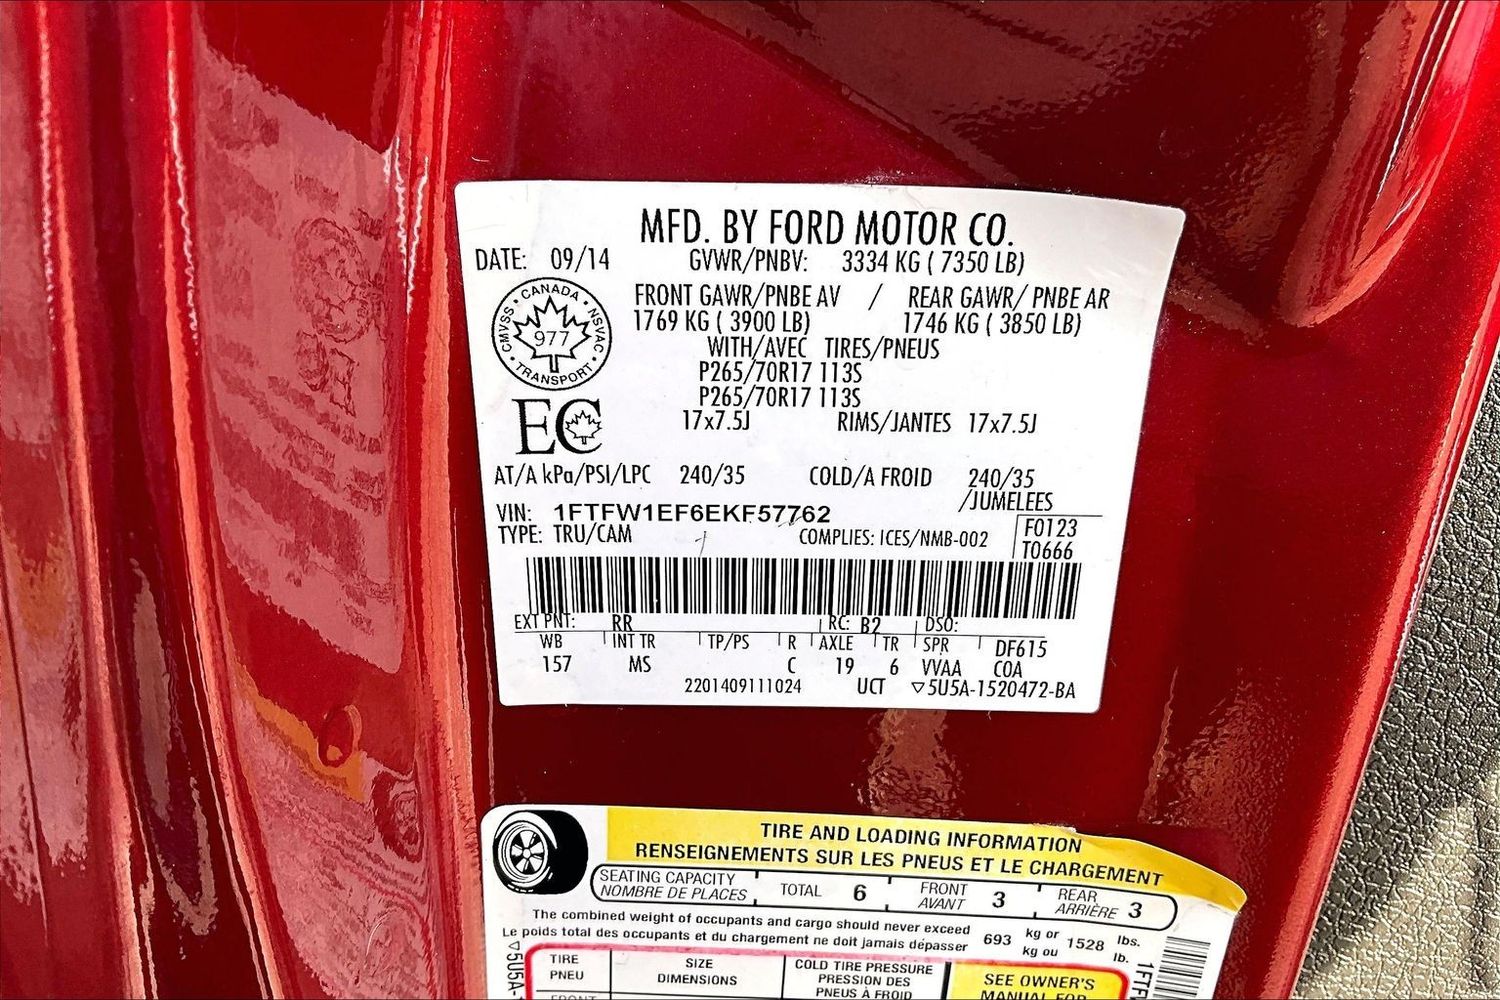 MFD. BY FORD MOTOR CO.
DATE: 09/14 GVWR/PNBV: 3334 KG ( 7350 LB)
FRONT GAWR/PNBE AV / REAR GAWR/ PNBE AR
1769 KG ( 3900 LB) 1746 KG ( 3850 LB)
WITH/AVEC TIRES/PNEUS
P265/70R17 113S
P265/70R17 113S
17x7.5J RIMS/JANTES 17x7.5J
CANADA • NSVAC • TRANSPORT • CMVSS •
977
EC
AT/A kPa/PSI/LPC 240/35 COLD/A FROID 240/35
/JUMELEES
VIN: 1FTFW1EF6EKF57762
TYPE: TRU/CAM COMPLIES: ICES/NMB-002
F0123
T0666
EXT PNT: RR RC: B2 DSO:
WB INT TR TP/PS R AXLE TR SPR DF615
157 MS C 19 6 VVAA COA
2201409111024 UCT ▽5U5A-1520472-BA
TIRE AND LOADING INFORMATION
RENSEIGNEMENTS SUR LES PNEUS ET LE CHARGEMENT
SEATING CAPACITY
NOMBRE DE PLACES
TOTAL 6
FRONT
AVANT 3
REAR
ARRIÈRE 3
The combined weight of occupants and cargo should never exceed
Le poids total des occupants et du chargement ne doit jamais dépasser
693 kg or
kg ou
1528 lbs.
lb.
TIRE
PNEU
SIZE
DIMENSIONS
COLD TIRE PRESSURE
PRESSION DES
PNEUS À FROID
SEE OWNER'S
MANUAL FOR
FRONT
▽5U5A-
1FTF